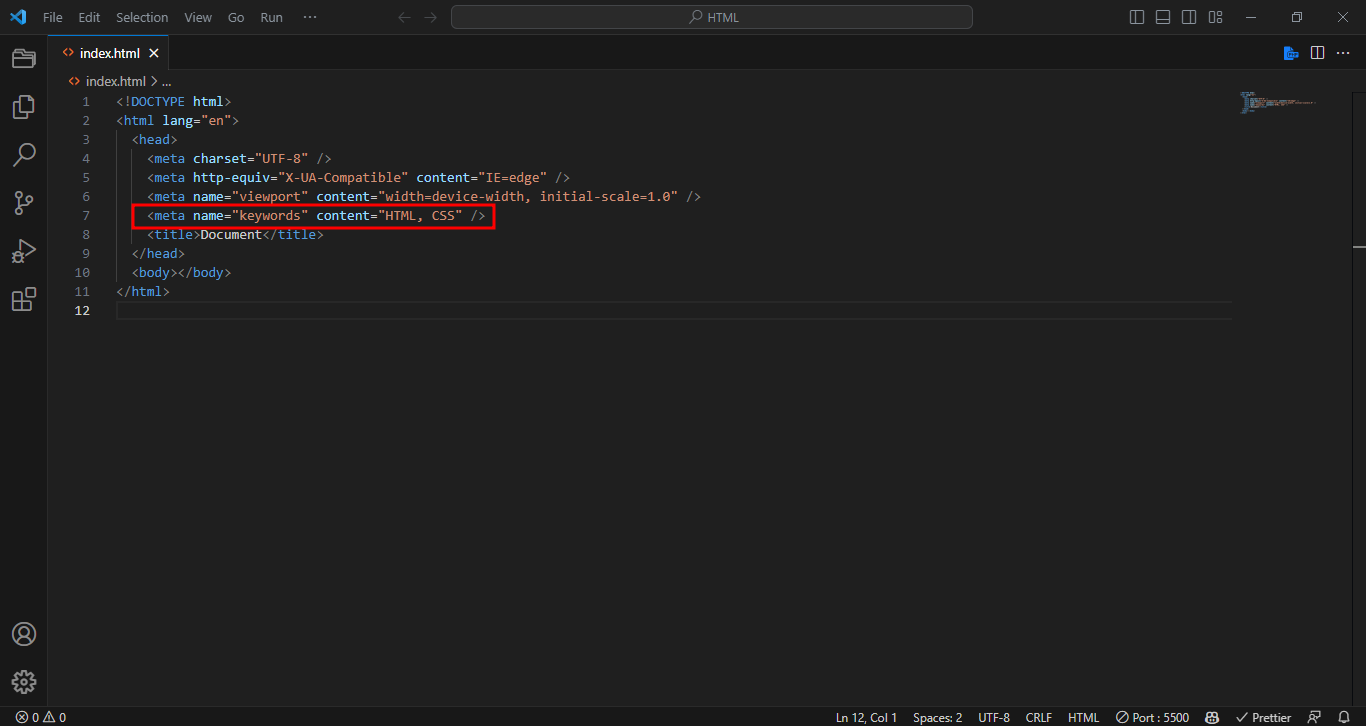 File Edit Selection View Go Run ··· HTML
index.html
index.html > ...
1 <!DOCTYPE html>
2 <html lang="en">
3 <head>
4 <meta charset="UTF-8" />
5 <meta http-equiv="X-UA-Compatible" content="IE=edge" />
6 <meta name="viewport" content="width=device-width, initial-scale=1.0" />
7 <meta name="keywords" content="HTML, CSS" />
8 <title>Document</title>
9 </head>
10 <body></body>
11 </html>
12
0 0 Ln 12, Col 1 Spaces: 2 UTF-8 CRLF HTML Port : 5500 Prettier